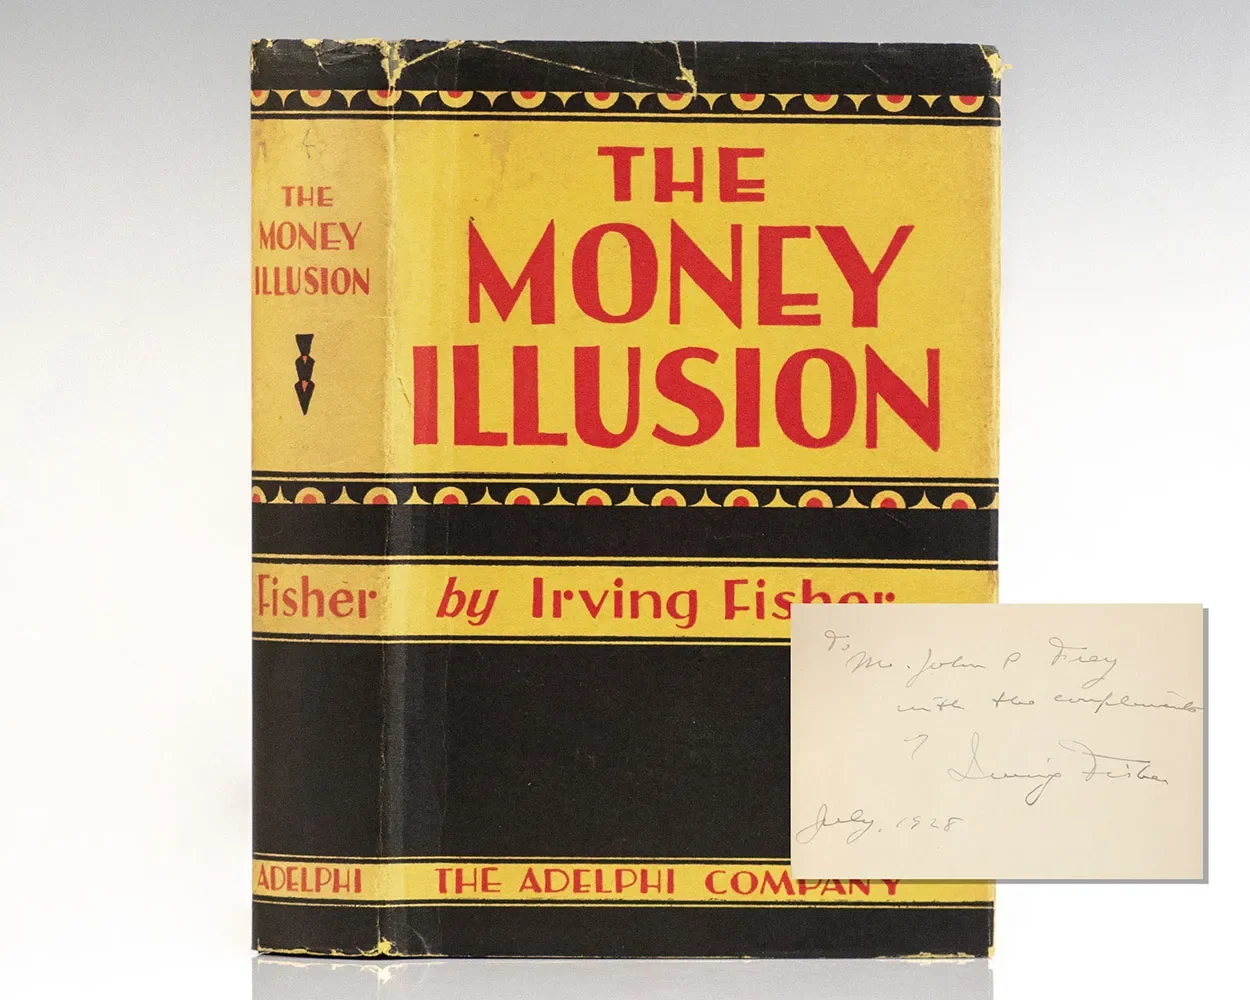 THE
MONEY
ILLUSION
Fisher
ADELPHI
THE
MONEY
ILLUSION
by Irving Fisher
THE ADELPHI COMPANY
To
Mr. John P Frey
with the compliments
of
Irving Fisher
July, 1928